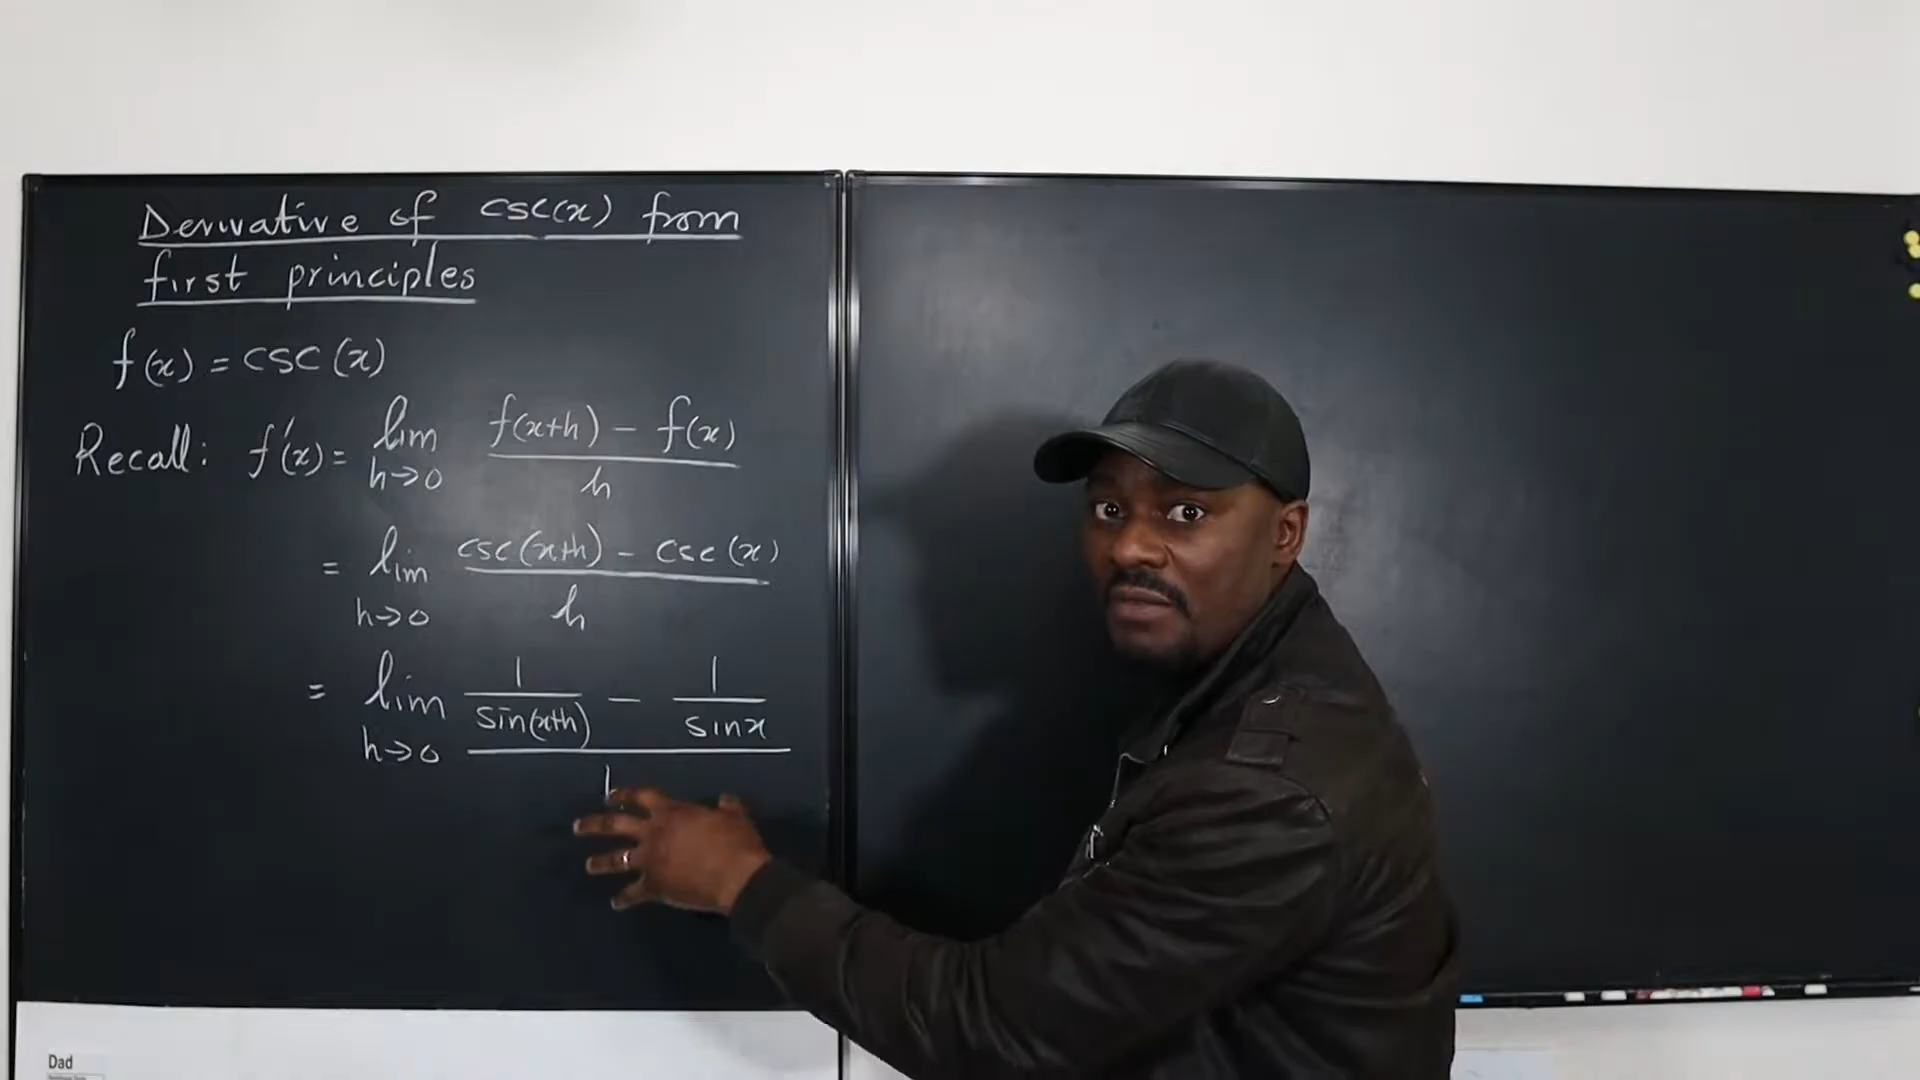 Derivative of csc(x) from
first principles
f(x) = csc(x)
Recall: f'(x) = lim h→0 f(x+h) - f(x) / h
= lim h→0 csc(x+h) - csc(x) / h
= lim h→0 1/sin(x+h) - 1/sinx / h
Dad